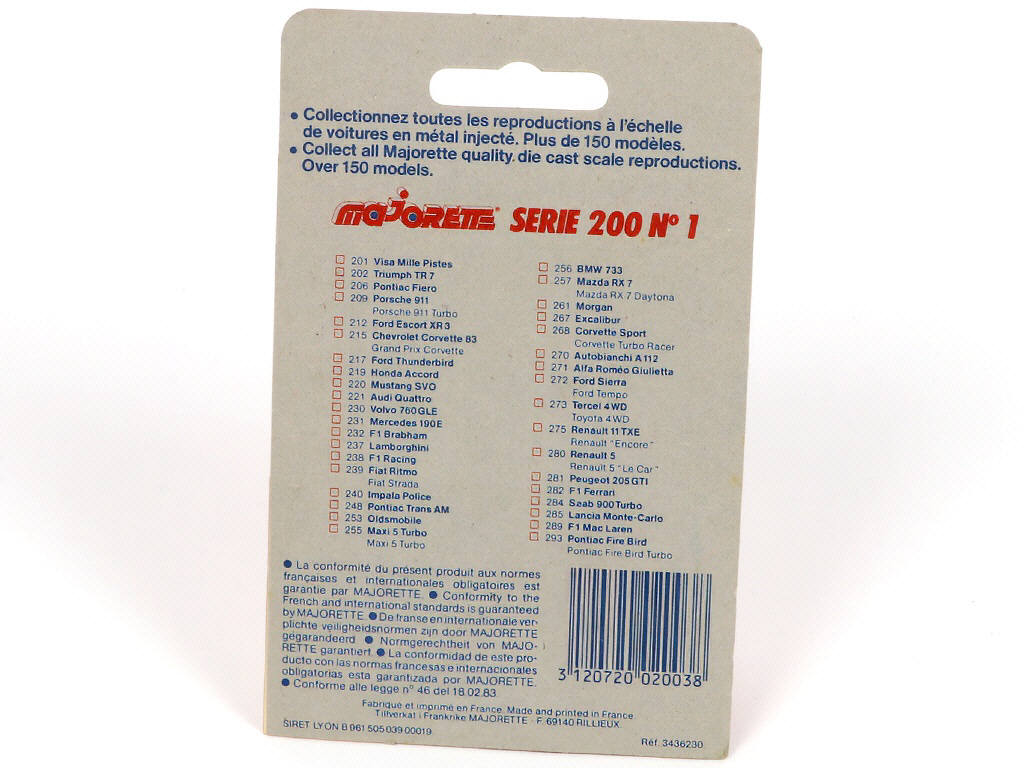 • Collectionnez toutes les reproductions à l'échelle
de voitures en métal injecté. Plus de 150 modèles.
• Collect all Majorette quality die cast scale reproductions.
Over 150 models.
MAJORETTE SERIE 200 Nº 1
201 Visa Mille Pistes
202 Triumph TR 7
206 Pontiac Fiero
209 Porsche 911
Porsche 911 Turbo
212 Ford Escort XR 3
215 Chevrolet Corvette 83
Grand Prix Corvette
217 Ford Thunderbird
219 Honda Accord
220 Mustang SVO
221 Audi Quattro
230 Volvo 760 GLE
231 Mercedes 190 E
232 F1 Brabham
237 Lamborghini
238 F1 Racing
239 Fiat Ritmo
Fiat Strada
240 Impala Police
248 Pontiac Trans AM
253 Oldsmobile
255 Maxi 5 Turbo
Maxi 5 Turbo
256 BMW 733
257 Mazda RX 7
Mazda RX 7 Daytona
261 Morgan
267 Excalibur
268 Corvette Sport
Corvette Turbo Racer
270 Autobianchi A 112
271 Alfa Roméo Giulietta
272 Ford Sierra
Ford Tempo
273 Tercel 4 WD
Toyota 4 WD
275 Renault 11 TXE
Renault "Encore"
280 Renault 5
Renault 5 "Le Car"
281 Peugeot 205 GTI
282 F1 Ferrari
284 Saab 900 Turbo
285 Lancia Monte-Carlo
289 F1 Mac Laren
293 Pontiac Fire Bird
Pontiac Fire Bird Turbo
• La conformité du présent produit aux normes
françaises et internationales obligatoires est
garantie par MAJORETTE. • Conformity to the
French and international standards is guaranteed
by MAJORETTE. • De franse en internationale ver-
plichte veiligheidsnormen zijn door MAJORETTE
gegarandeerd. • Normgerechtheit von MAJO-
RETTE garantiert. • La conformidad de este pro-
ducto con las normas francesas e internacionales
obligatorias esta garantizada por MAJORETTE.
• Conforme alle legge n° 46 del 18.02.83
3 120720 020038
Fabriqué et imprimé en France. Made and printed in France
Tillverkat i Frankrike MAJORETTE - F. 69140 RILLIEUX
SIRET LYON B 961 505 039 00019
Réf. 3436230